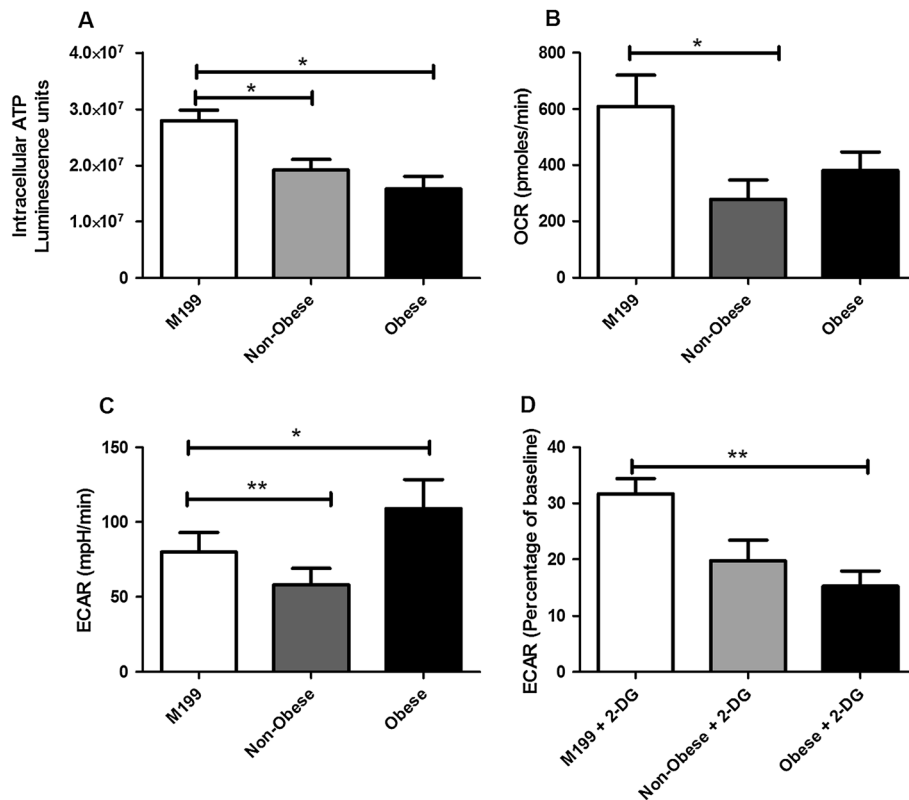 A
Intracellular ATP
Luminescence units
4.0×10⁷
3.0×10⁷
2.0×10⁷
1.0×10⁷
0
*
*
M199
Non-Obese
Obese
B
OCR (pmoles/min)
800
600
400
200
0
*
M199
Non-Obese
Obese
C
ECAR (mpH/min)
150
100
50
0
*
**
M199
Non-Obese
Obese
D
ECAR (Percentage of baseline)
40
30
20
10
0
**
M199 + 2-DG
Non-Obese + 2-DG
Obese + 2-DG